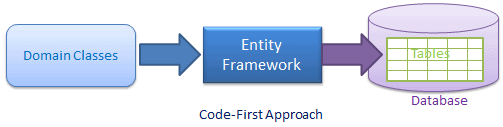 Domain Classes
Entity
Framework
Tables
Database
Code-First Approach